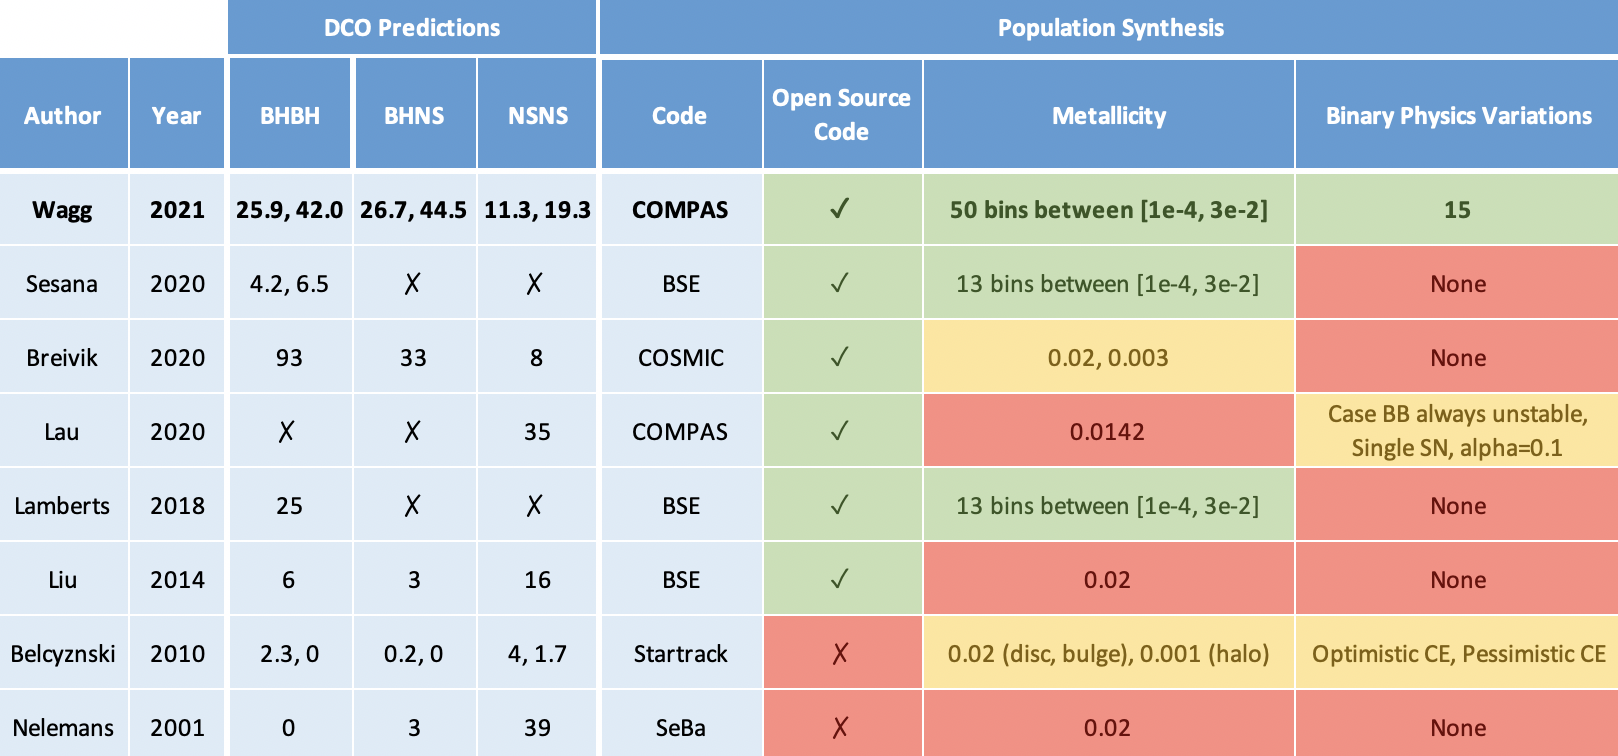 DCO Predictions Population Synthesis
Author Year BHBH BHNS NSNS Code Open Source Code Metallicity Binary Physics Variations
Wagg 2021 25.9, 42.0 26.7, 44.5 11.3, 19.3 COMPAS ✓ 50 bins between [1e-4, 3e-2] 15
Sesana 2020 4.2, 6.5 ✗ ✗ BSE ✓ 13 bins between [1e-4, 3e-2] None
Breivik 2020 93 33 8 COSMIC ✓ 0.02, 0.003 None
Lau 2020 ✗ ✗ 35 COMPAS ✓ 0.0142 Case BB always unstable, Single SN, alpha=0.1
Lamberts 2018 25 ✗ ✗ BSE ✓ 13 bins between [1e-4, 3e-2] None
Liu 2014 6 3 16 BSE ✓ 0.02 None
Belcyznski 2010 2.3, 0 0.2, 0 4, 1.7 Startrack ✗ 0.02 (disc, bulge), 0.001 (halo) Optimistic CE, Pessimistic CE
Nelemans 2001 0 3 39 SeBa ✗ 0.02 None